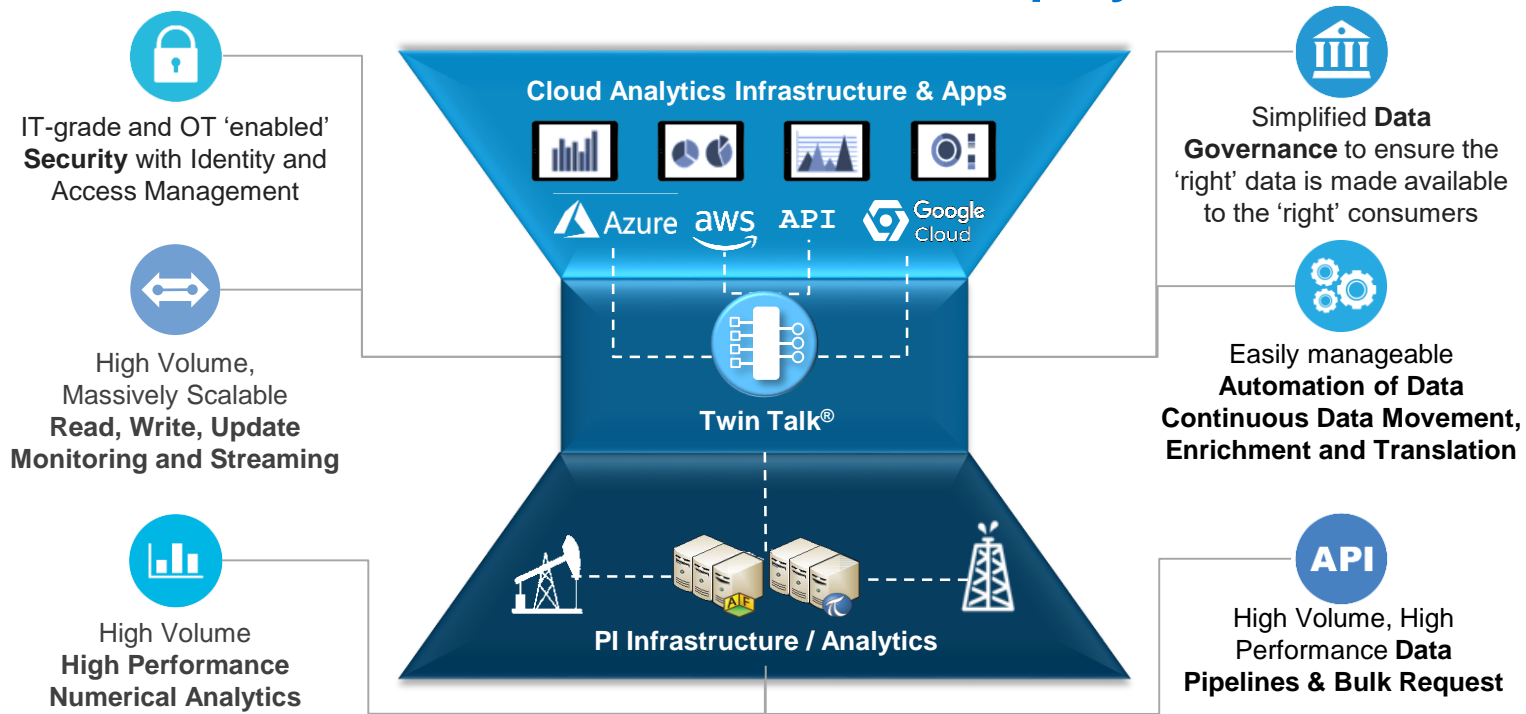 IT-grade and OT ‘enabled’
Security with Identity and
Access Management
High Volume,
Massively Scalable
Read, Write, Update
Monitoring and Streaming
High Volume
High Performance
Numerical Analytics
Cloud Analytics Infrastructure & Apps
Azure
aws
API
Google
Cloud
Twin Talk®
AF
PI Infrastructure / Analytics
Simplified Data
Governance to ensure the
‘right’ data is made available
to the ‘right’ consumers
Easily manageable
Automation of Data
Continuous Data Movement,
Enrichment and Translation
API
High Volume, High
Performance Data
Pipelines & Bulk Request